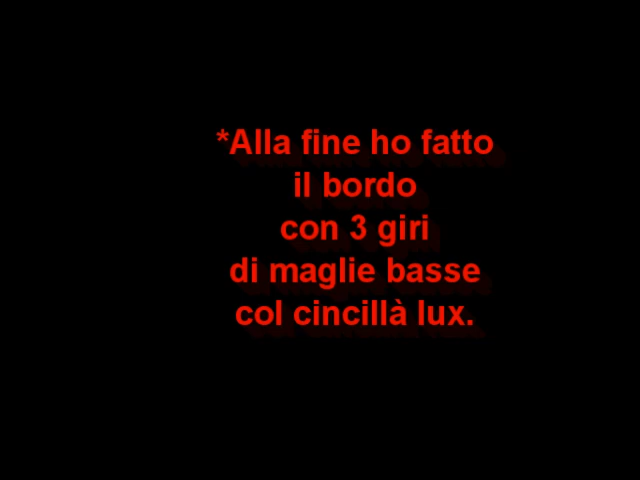 *Alla fine ho fatto
il bordo
con 3 giri
di maglie basse
col cincillà lux.